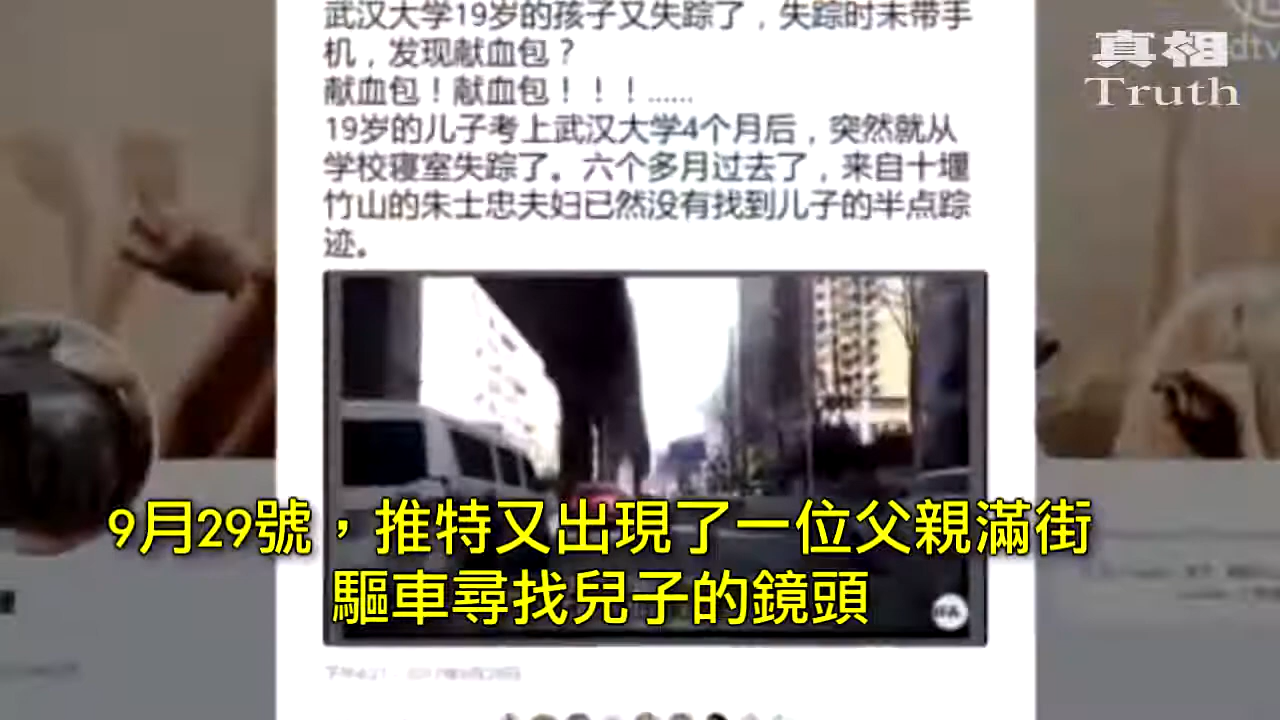 武汉大学19岁的孩子又失踪了，失踪时未带手
机，发现献血包？
献血包！献血包！！！......
19岁的儿子考上武汉大学4个月后，突然就从
学校寝室失踪了。六个多月过去了，来自十堰
竹山的朱士忠夫妇已然没有找到儿子的半点踪
迹。
真相
Truth
dtv
9月29號，推特又出現了一位父親滿街
驅車尋找兒子的鏡頭